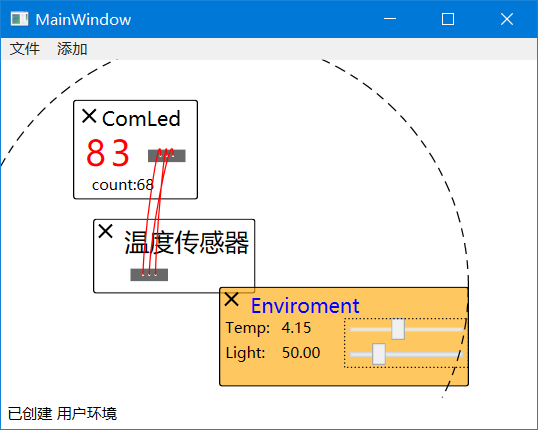 MainWindow
文件 添加
ComLed
83
count:68
温度传感器
Enviroment
Temp: 4.15
Light: 50.00
已创建 用户环境